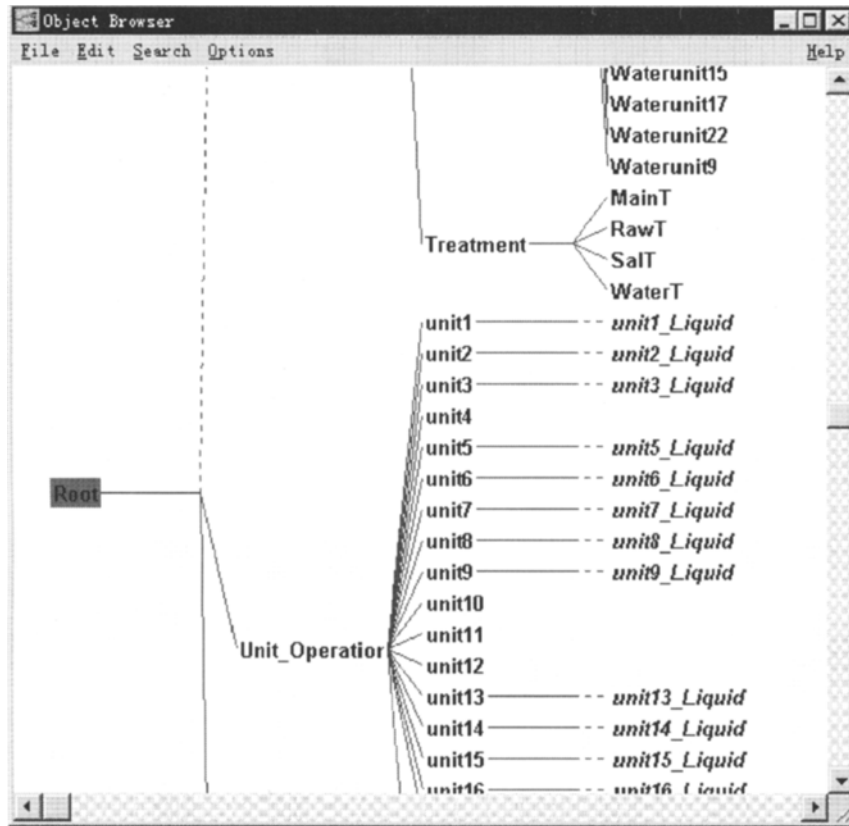 Object Browser
File Edit Search Options Help
Waterunit15
Waterunit17
Waterunit22
Waterunit9
MainT
RawT
Treatment
SalT
WaterT
unit1 unit1_Liquid
unit2 unit2_Liquid
unit3 unit3_Liquid
unit4
unit5 unit5_Liquid
unit6 unit6_Liquid
Root
unit7 unit7_Liquid
unit8 unit8_Liquid
unit9 unit9_Liquid
unit10
unit11
Unit_Operatior
unit12
unit13 unit13_Liquid
unit14 unit14_Liquid
unit15 unit15_Liquid
unit16 unit16_Liquid